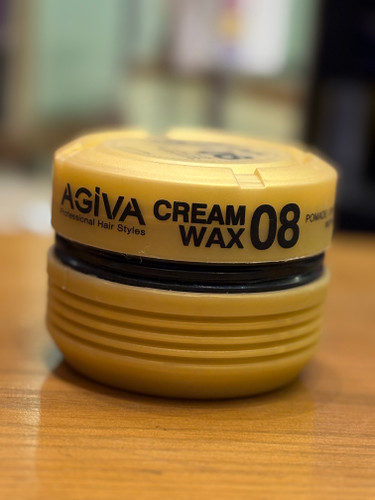 AGiVA
Professional Hair Styles
CREAM
WAX
08
POMADE